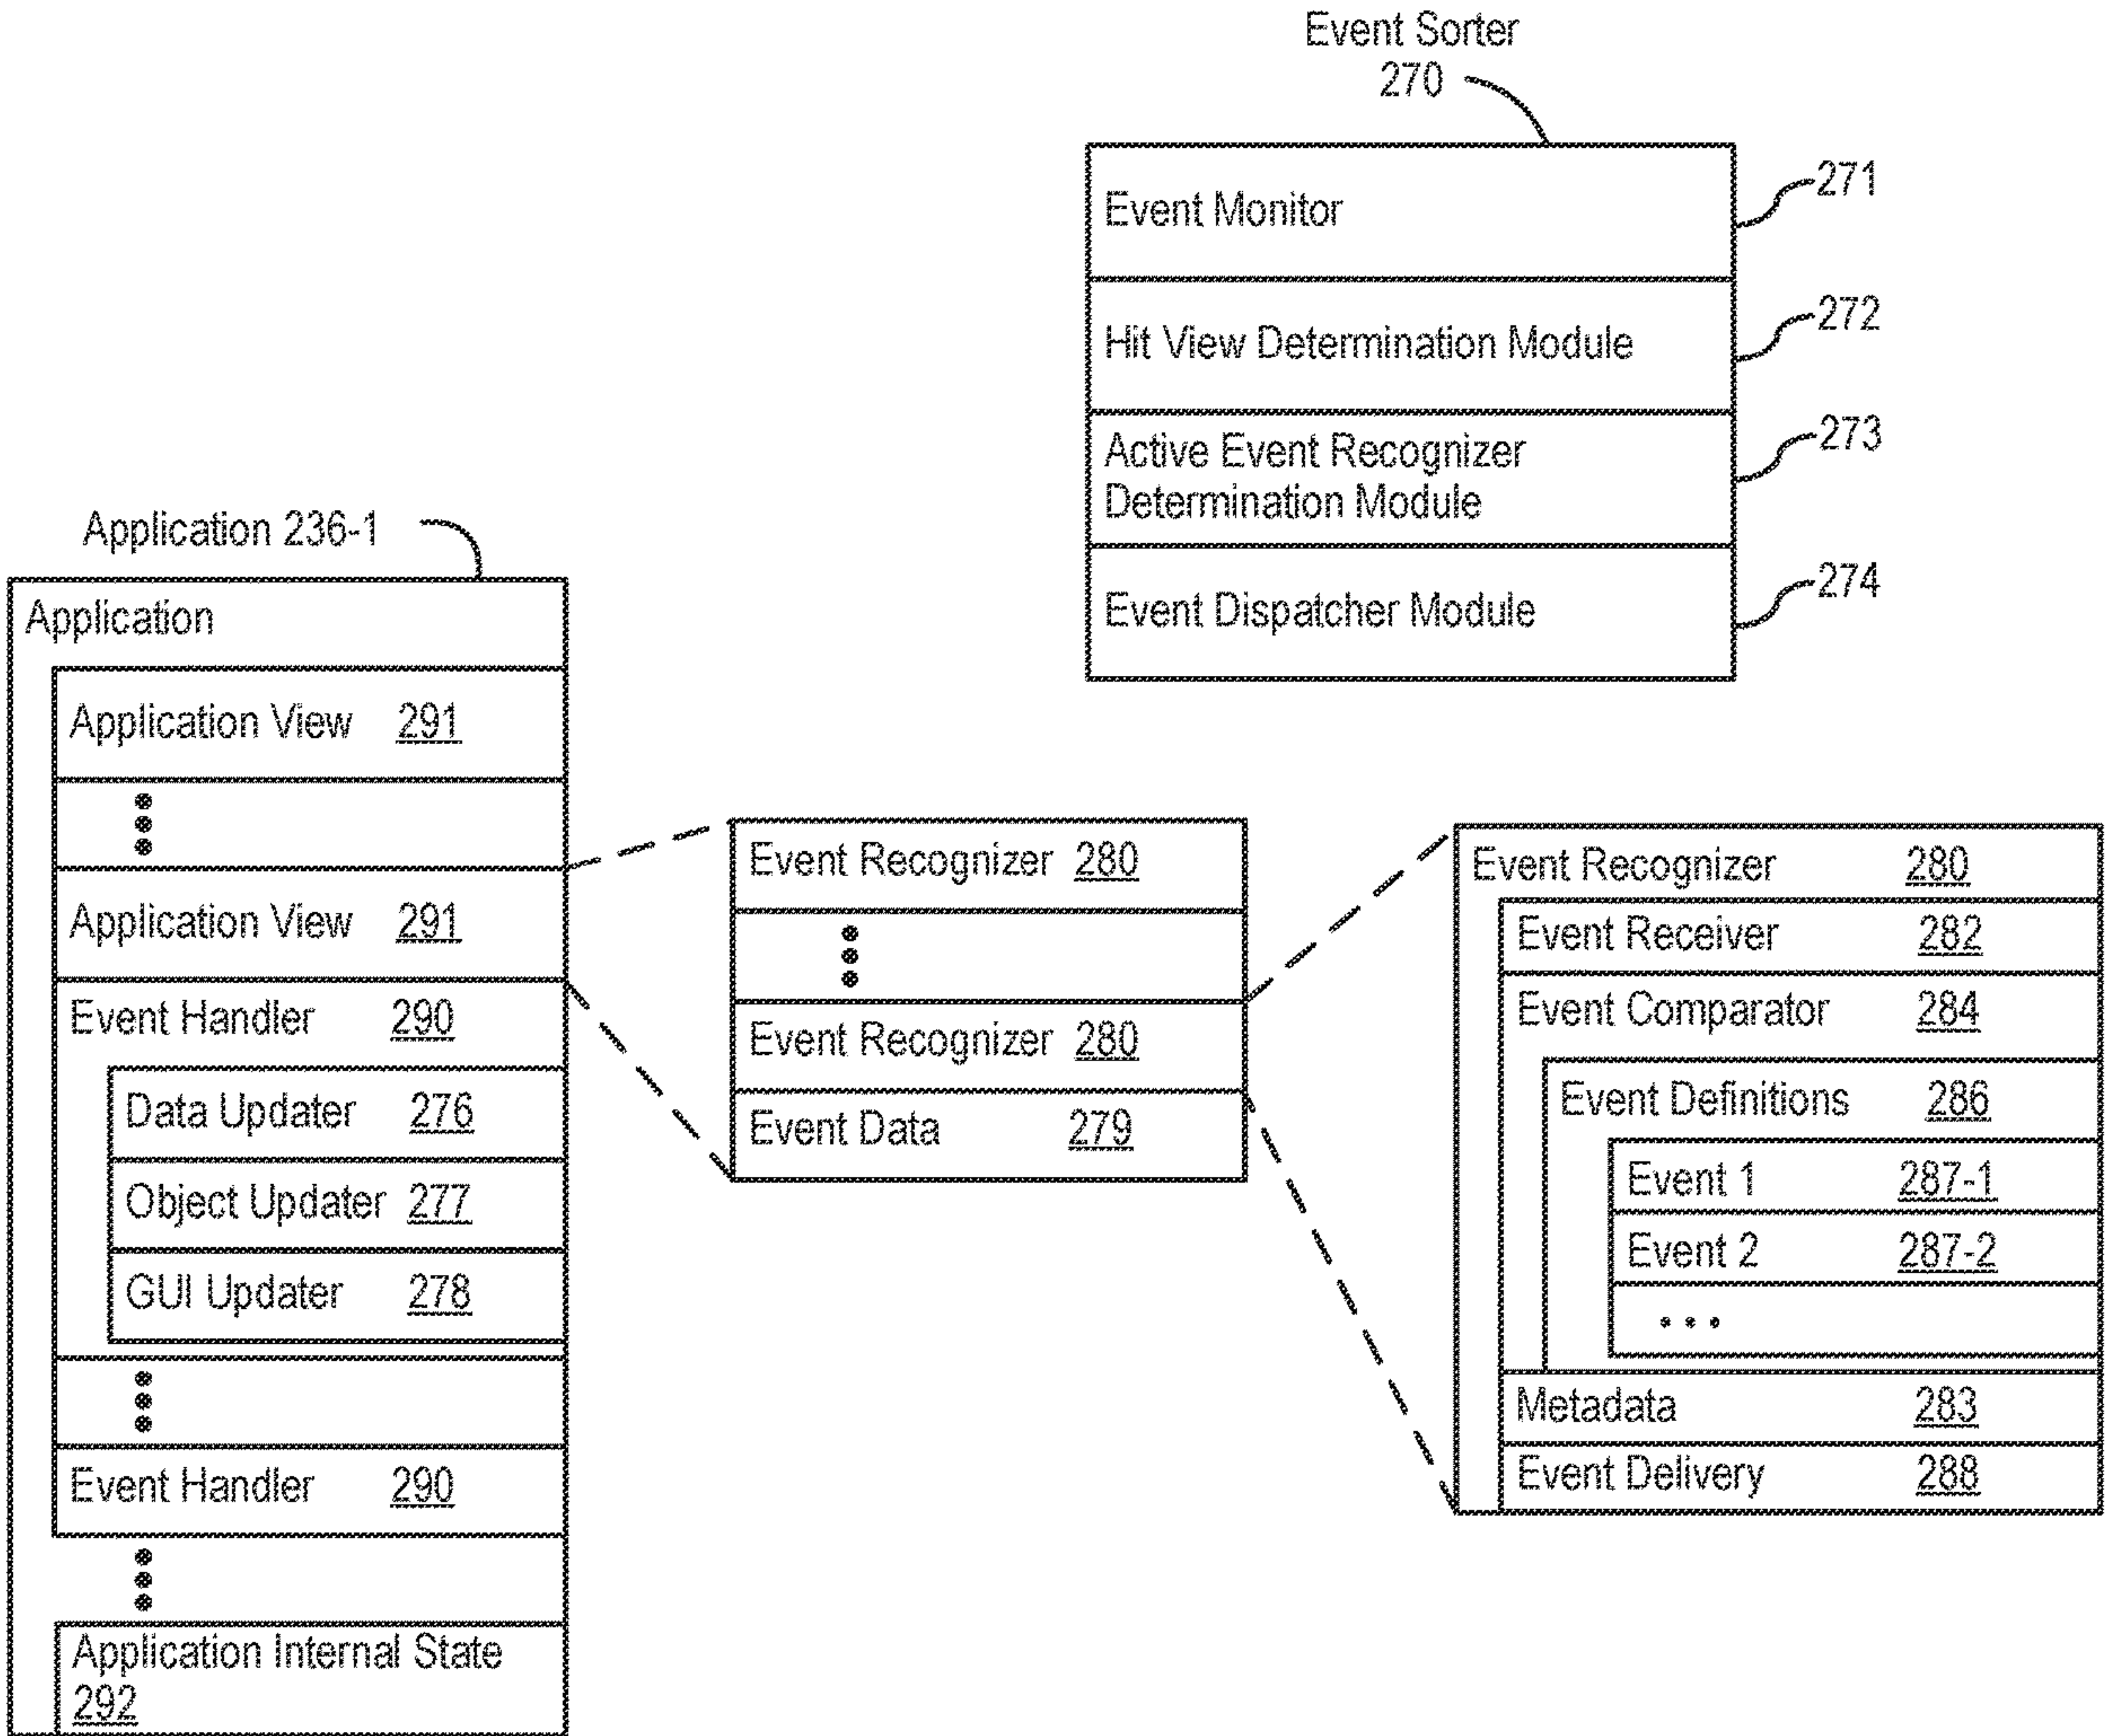 Event Sorter
270
Event Monitor
271
Hit View Determination Module
272
Active Event Recognizer
Determination Module
273
Event Dispatcher Module
274
Application 236-1
Application
Application View 291
Application View 291
Event Handler 290
Data Updater 276
Object Updater 277
GUI Updater 278
Event Handler 290
Application Internal State
292
Event Recognizer 280
Event Recognizer 280
Event Data 279
Event Recognizer 280
Event Receiver 282
Event Comparator 284
Event Definitions 286
Event 1 287-1
Event 2 287-2
...
Metadata 283
Event Delivery 288